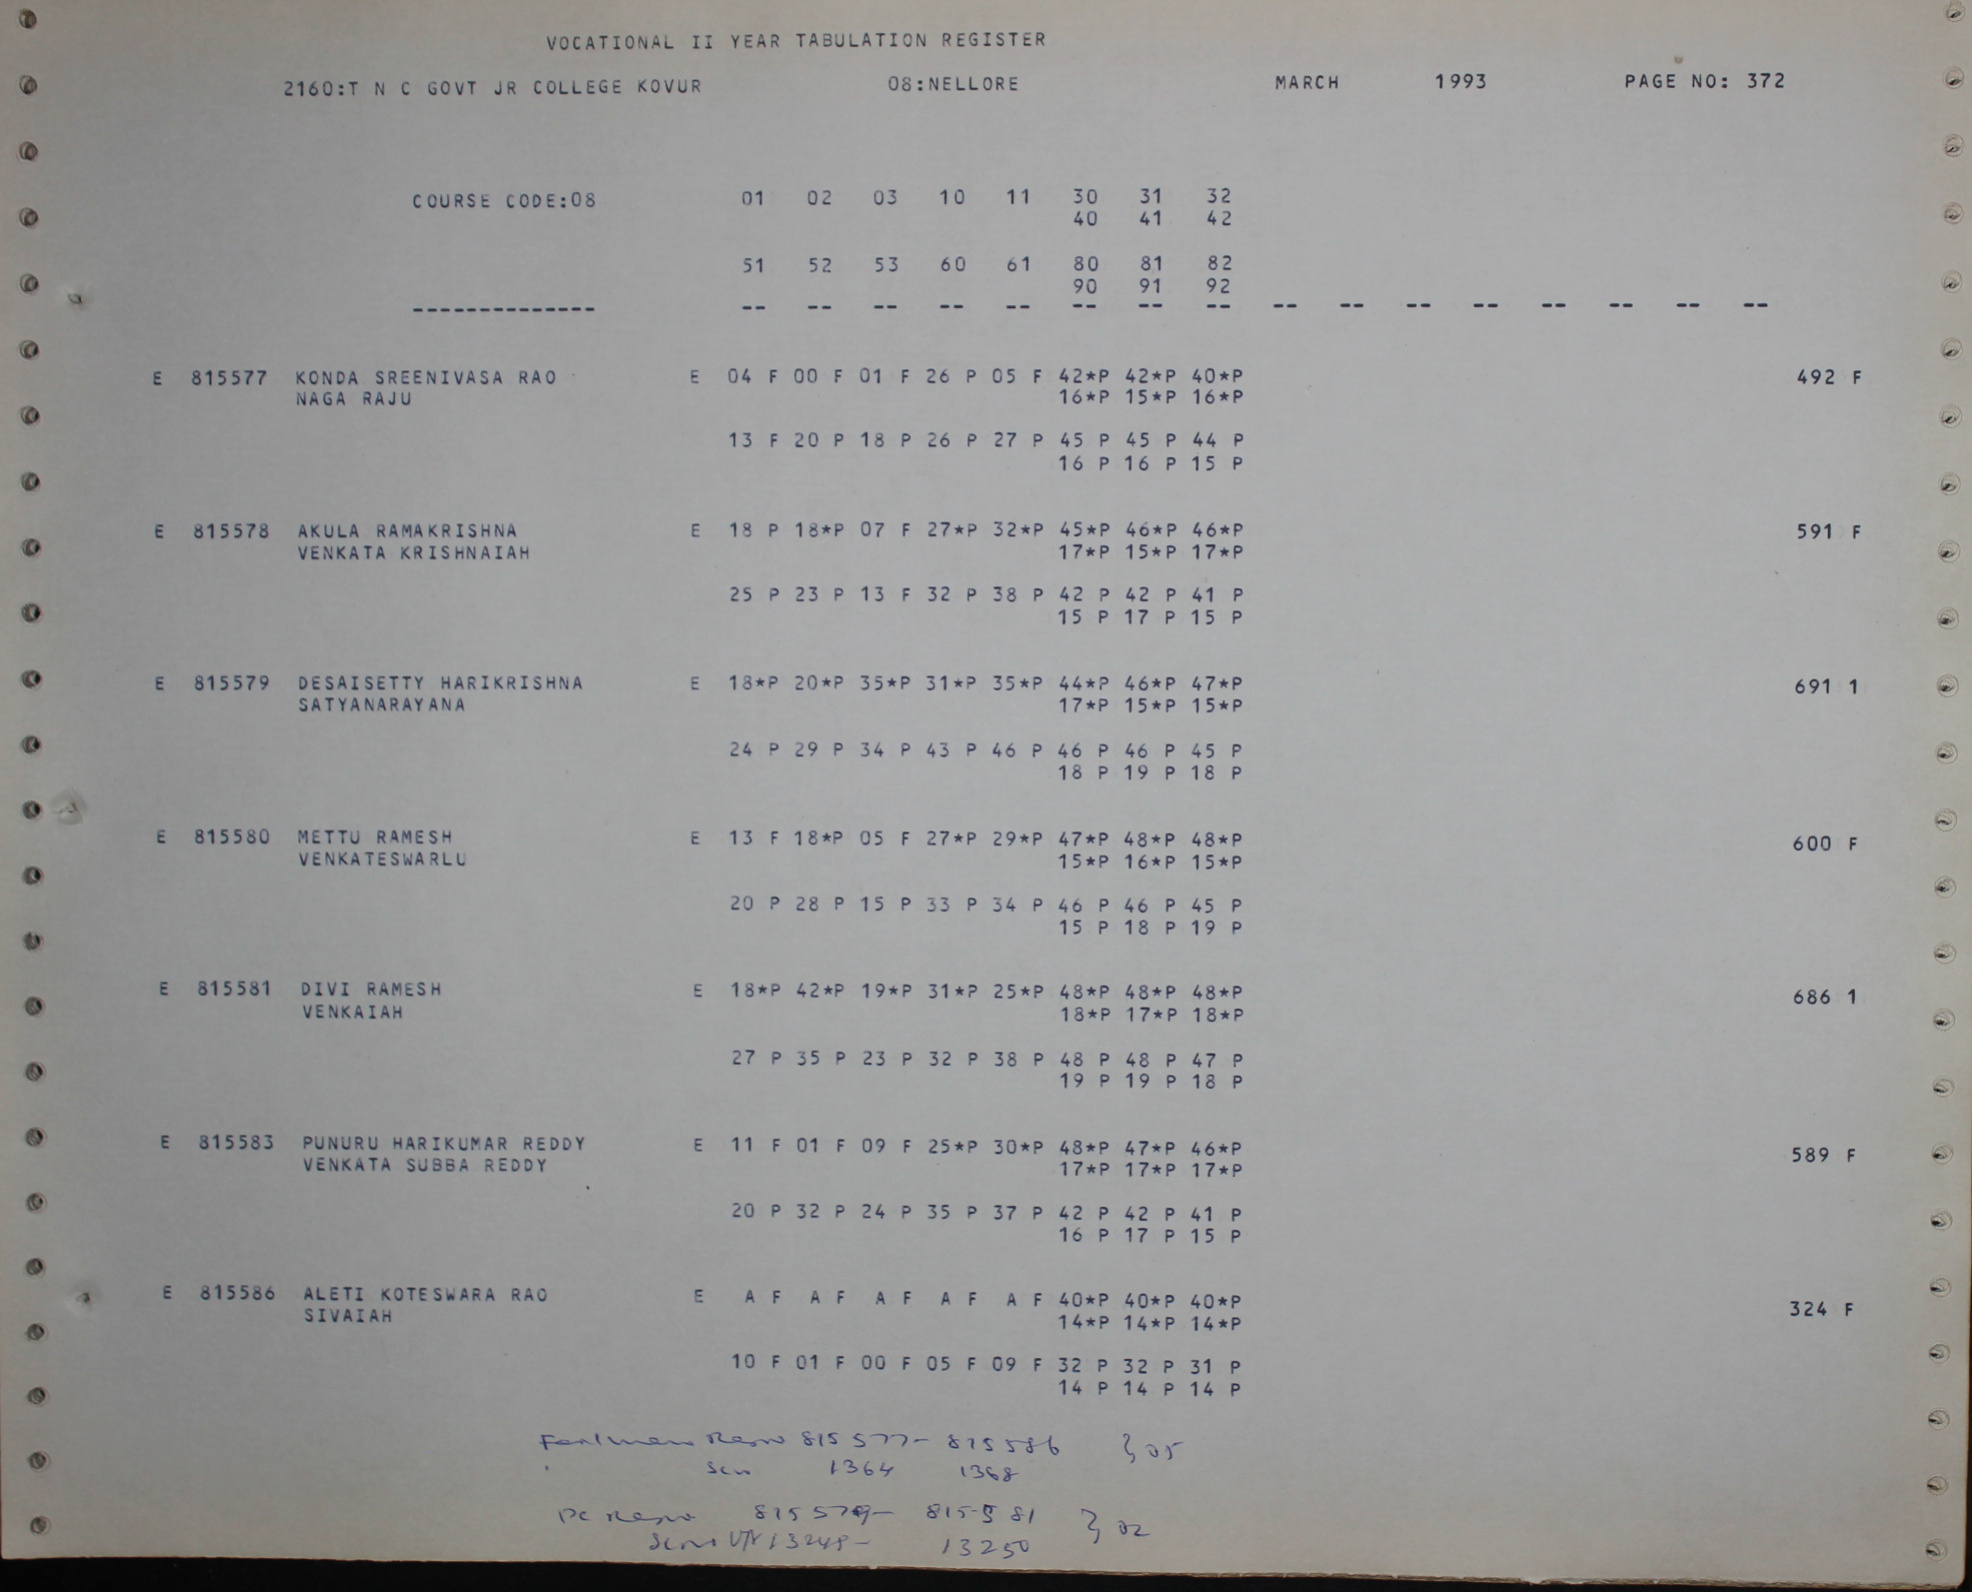 VOCATIONAL II YEAR TABULATION REGISTER
2160:T N C GOVT JR COLLEGE KOVUR 08:NELLORE MARCH 1993 PAGE NO: 372
COURSE CODE:08 01 02 03 10 11 30 31 32
40 41 42
51 52 53 60 61 80 81 82
90 91 92
-------------- -- -- -- -- -- -- -- -- -- -- -- -- -- -- -- --
E 815577 KONDA SREENIVASA RAO E 04 F 00 F 01 F 26 P 05 F 42*P 42*P 40*P 492 F
NAGA RAJU 16*P 15*P 16*P
13 F 20 P 18 P 26 P 27 P 45 P 45 P 44 P
16 P 16 P 15 P
E 815578 AKULA RAMAKRISHNA E 18 P 18*P 07 F 27*P 32*P 45*P 46*P 46*P 591 F
VENKATA KRISHNAIAH 17*P 15*P 17*P
25 P 23 P 13 F 32 P 38 P 42 P 42 P 41 P
15 P 17 P 15 P
E 815579 DESAISETTY HARIKRISHNA E 18*P 20*P 35*P 31*P 35*P 44*P 46*P 47*P 691 1
SATYANARAYANA 17*P 15*P 15*P
24 P 29 P 34 P 43 P 46 P 46 P 46 P 45 P
18 P 19 P 18 P
E 815580 METTU RAMESH E 13 F 18*P 05 F 27*P 29*P 47*P 48*P 48*P 600 F
VENKATESWARLU 15*P 16*P 15*P
20 P 28 P 15 P 33 P 34 P 46 P 46 P 45 P
15 P 18 P 19 P
E 815581 DIVI RAMESH E 18*P 42*P 19*P 31*P 25*P 48*P 48*P 48*P 686 1
VENKAIAH 18*P 17*P 18*P
27 P 35 P 23 P 32 P 38 P 48 P 48 P 47 P
19 P 19 P 18 P
E 815583 PUNURU HARIKUMAR REDDY E 11 F 01 F 09 F 25*P 30*P 48*P 47*P 46*P 589 F
VENKATA SUBBA REDDY 17*P 17*P 17*P
20 P 32 P 24 P 35 P 37 P 42 P 42 P 41 P
16 P 17 P 15 P
E 815586 ALETI KOTESWARA RAO E A F A F A F A F A F 40*P 40*P 40*P 324 F
SIVAIAH 14*P 14*P 14*P
10 F 01 F 00 F 05 F 09 F 32 P 32 P 31 P
14 P 14 P 14 P
815577- 815586 } 05
1364 1368
815579- 815581 } 02
13250